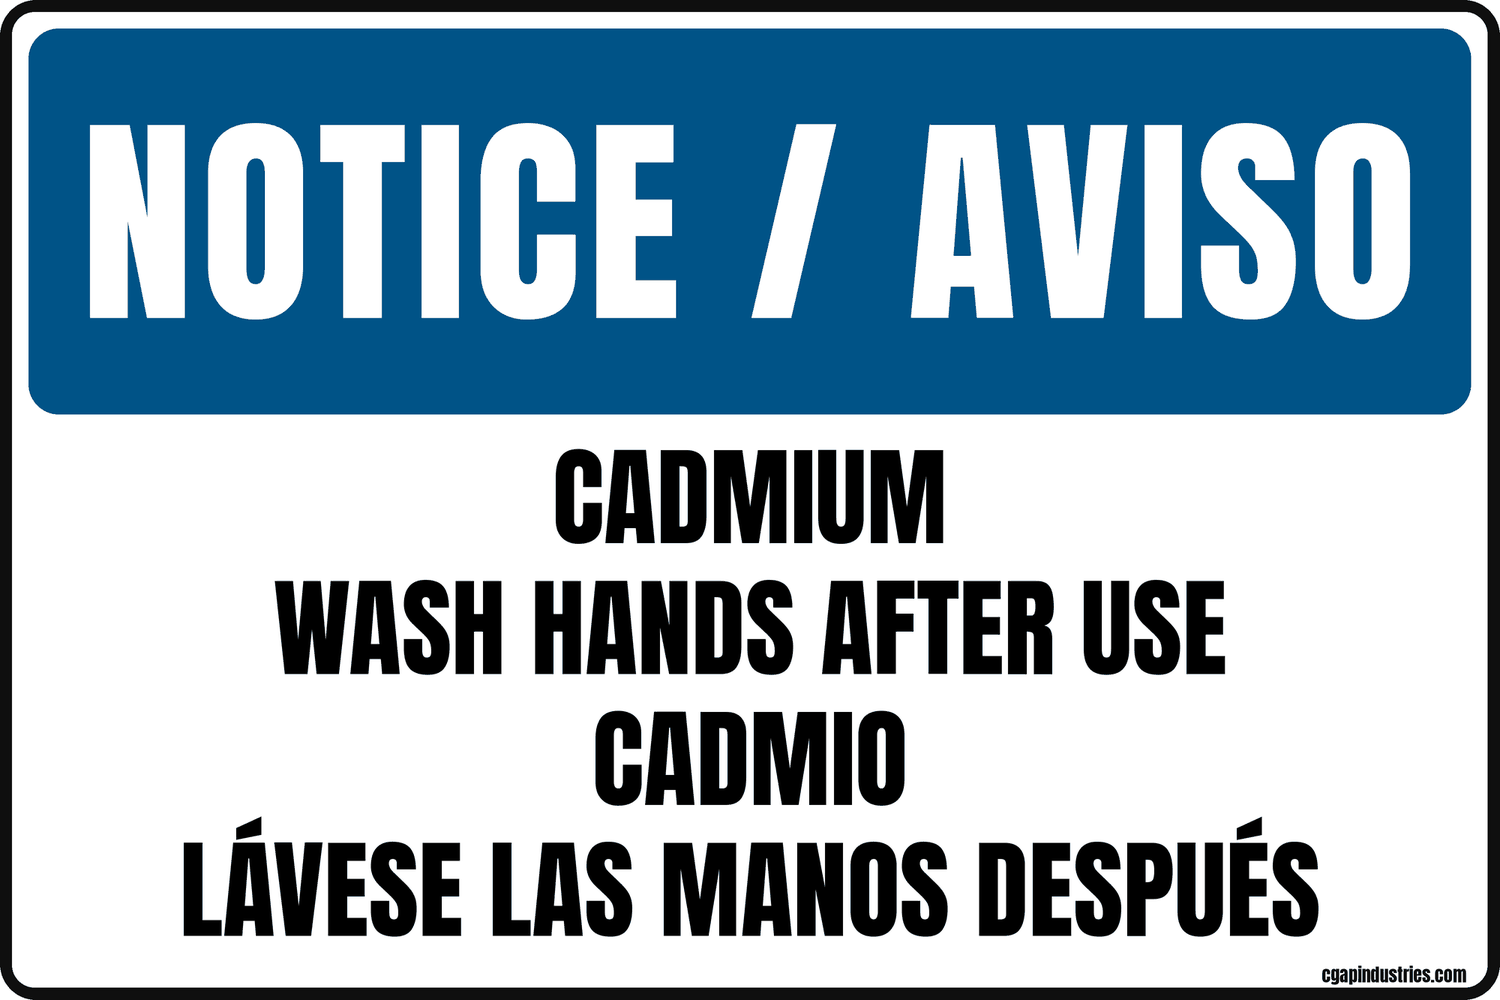 NOTICE / AVISO
CADMIUM
WASH HANDS AFTER USE
CADMIO
LÁVESE LAS MANOS DESPUÉS
cgapindustries.com